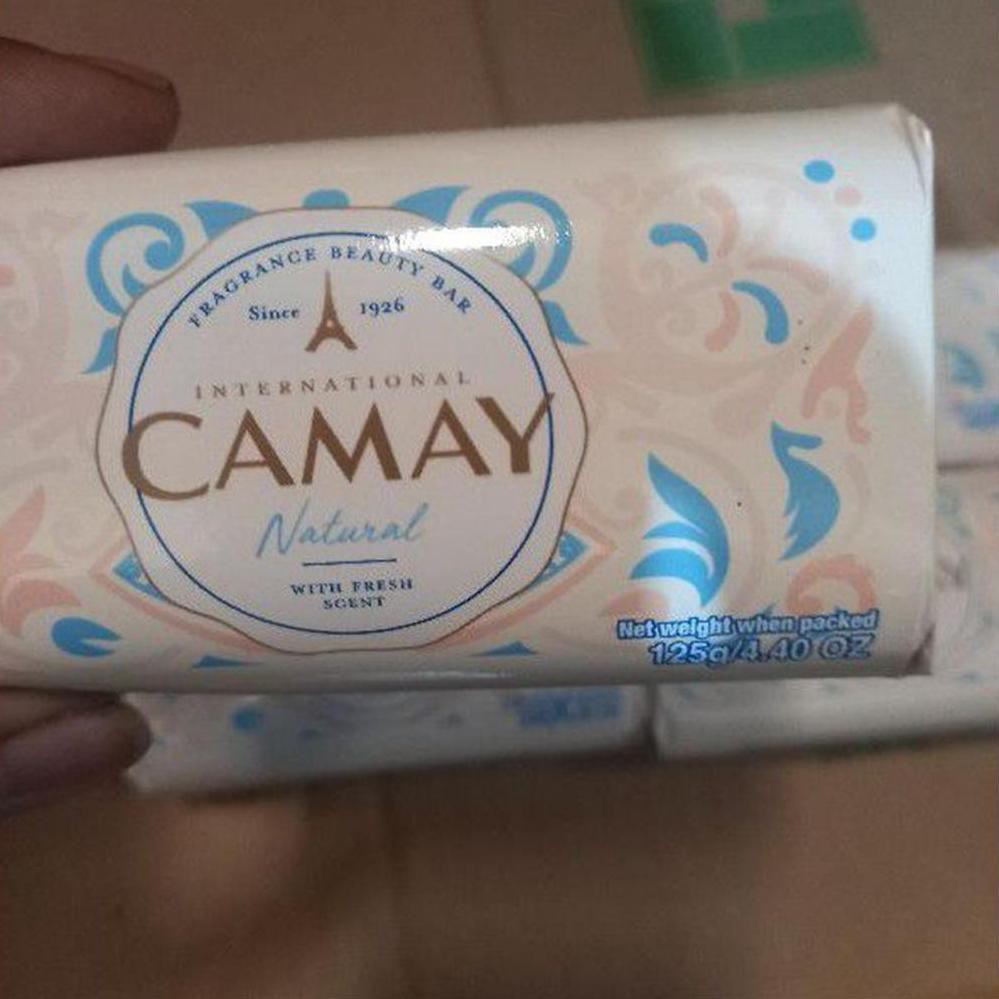 FRAGRANCE BEAUTY BAR
Since 1926
INTERNATIONAL
CAMAY
Natural
WITH FRESH
SCENT
Net weight when packed
125g/4.40 OZ